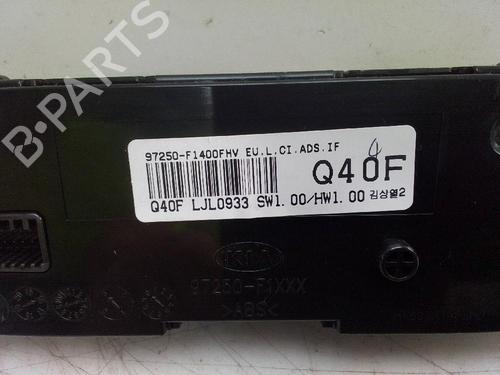 B-PARTS
97250-F1400FHV EU.L.CI.ADS.IF
Q40F
Q40F LJL0933 SW1.00/HW1.00 김상열2
KIA
97250-F1XXX
>ABS<